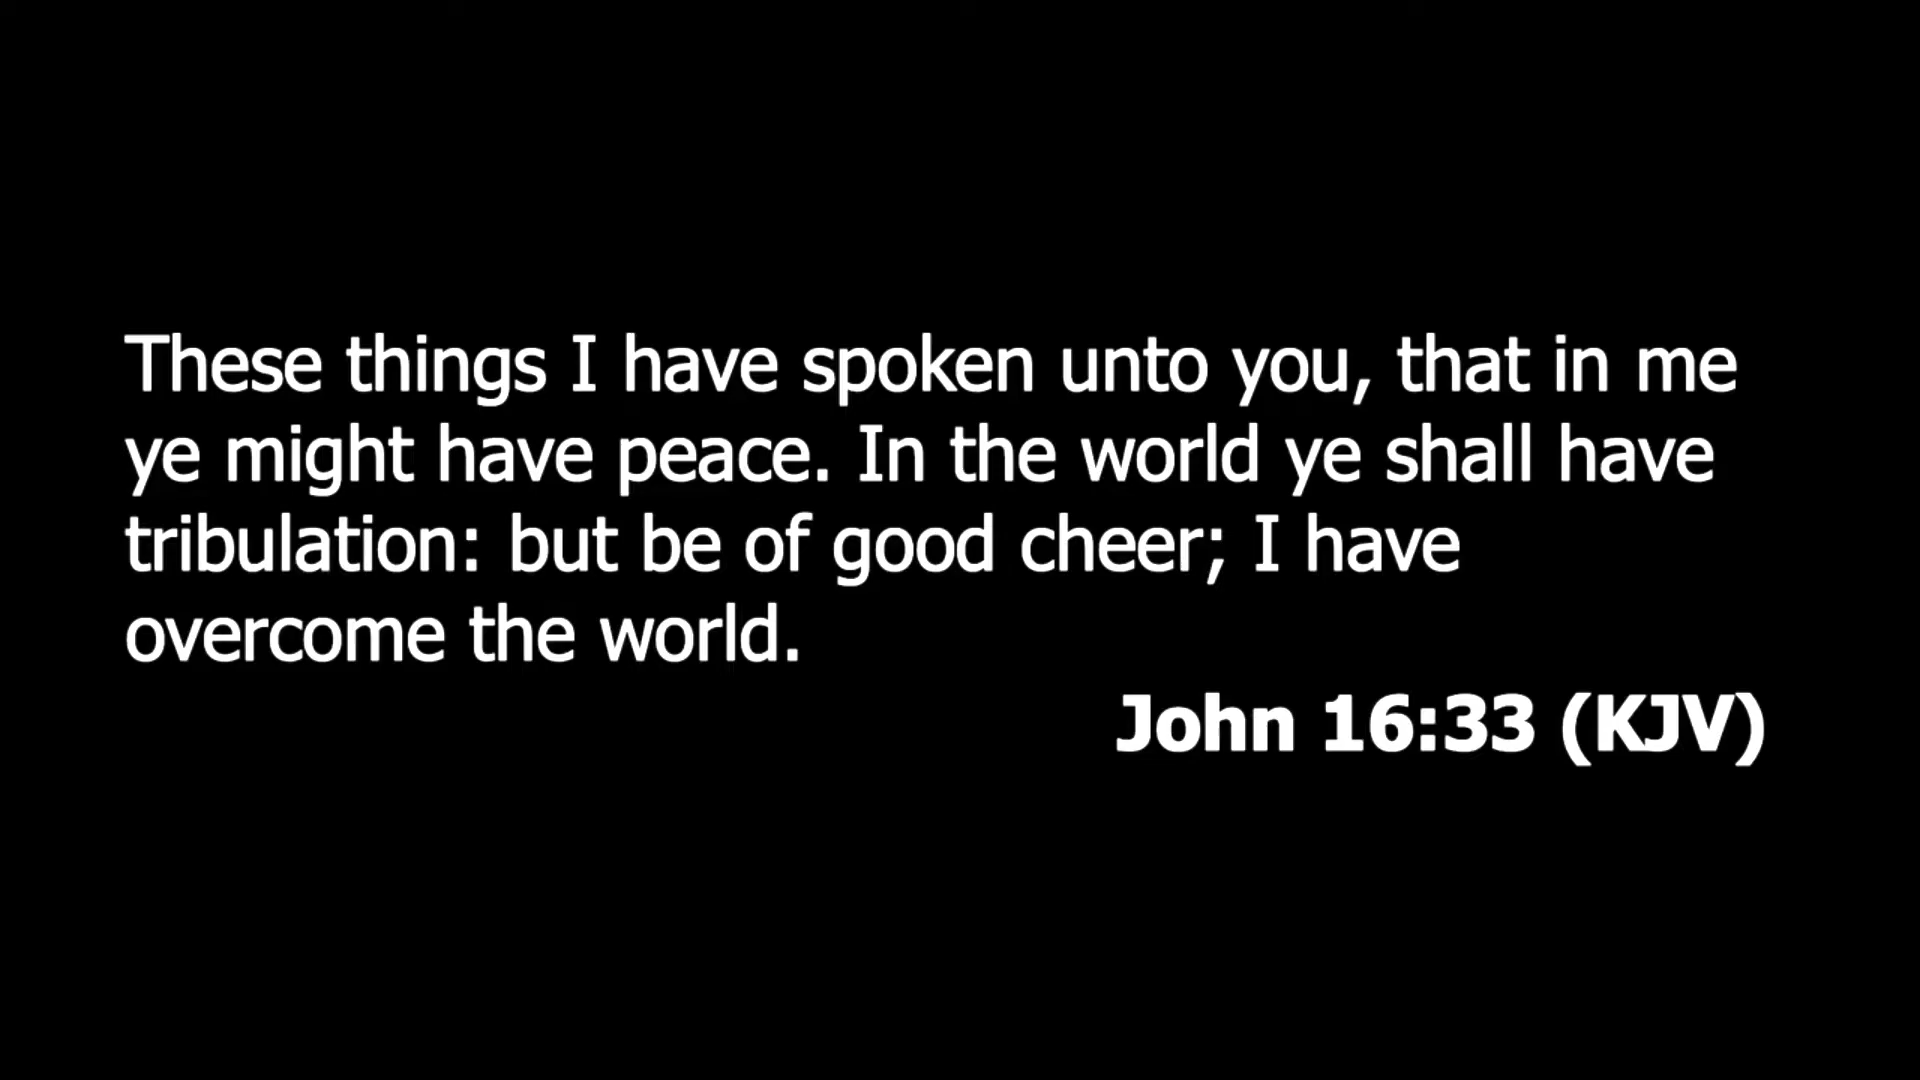 These things I have spoken unto you, that in me
ye might have peace. In the world ye shall have
tribulation: but be of good cheer; I have
overcome the world.
John 16:33 (KJV)